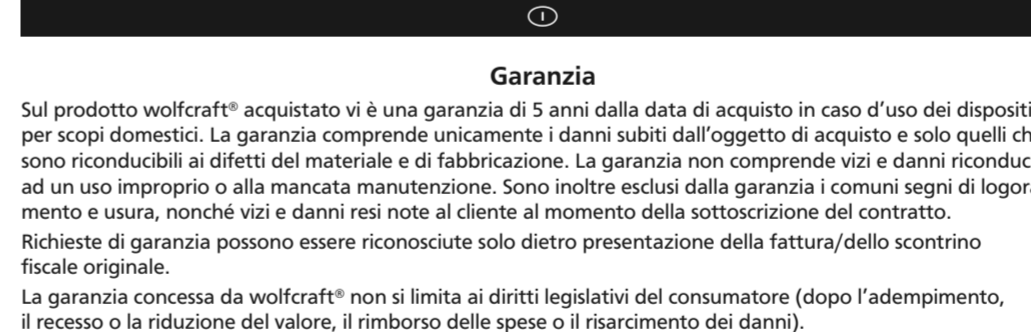 I
Garanzia
Sul prodotto wolfcraft® acquistato vi è una garanzia di 5 anni dalla data di acquisto in caso d’uso dei dispositi
per scopi domestici. La garanzia comprende unicamente i danni subiti dall’oggetto di acquisto e solo quelli ch
sono riconducibili ai difetti del materiale e di fabbricazione. La garanzia non comprende vizi e danni riconduc
ad un uso improprio o alla mancata manutenzione. Sono inoltre esclusi dalla garanzia i comuni segni di logora
mento e usura, nonché vizi e danni resi note al cliente al momento della sottoscrizione del contratto.
Richieste di garanzia possono essere riconosciute solo dietro presentazione della fattura/dello scontrino
fiscale originale.
La garanzia concessa da wolfcraft® non si limita ai diritti legislativi del consumatore (dopo l’adempimento,
il recesso o la riduzione del valore, il rimborso delle spese o il risarcimento dei danni).